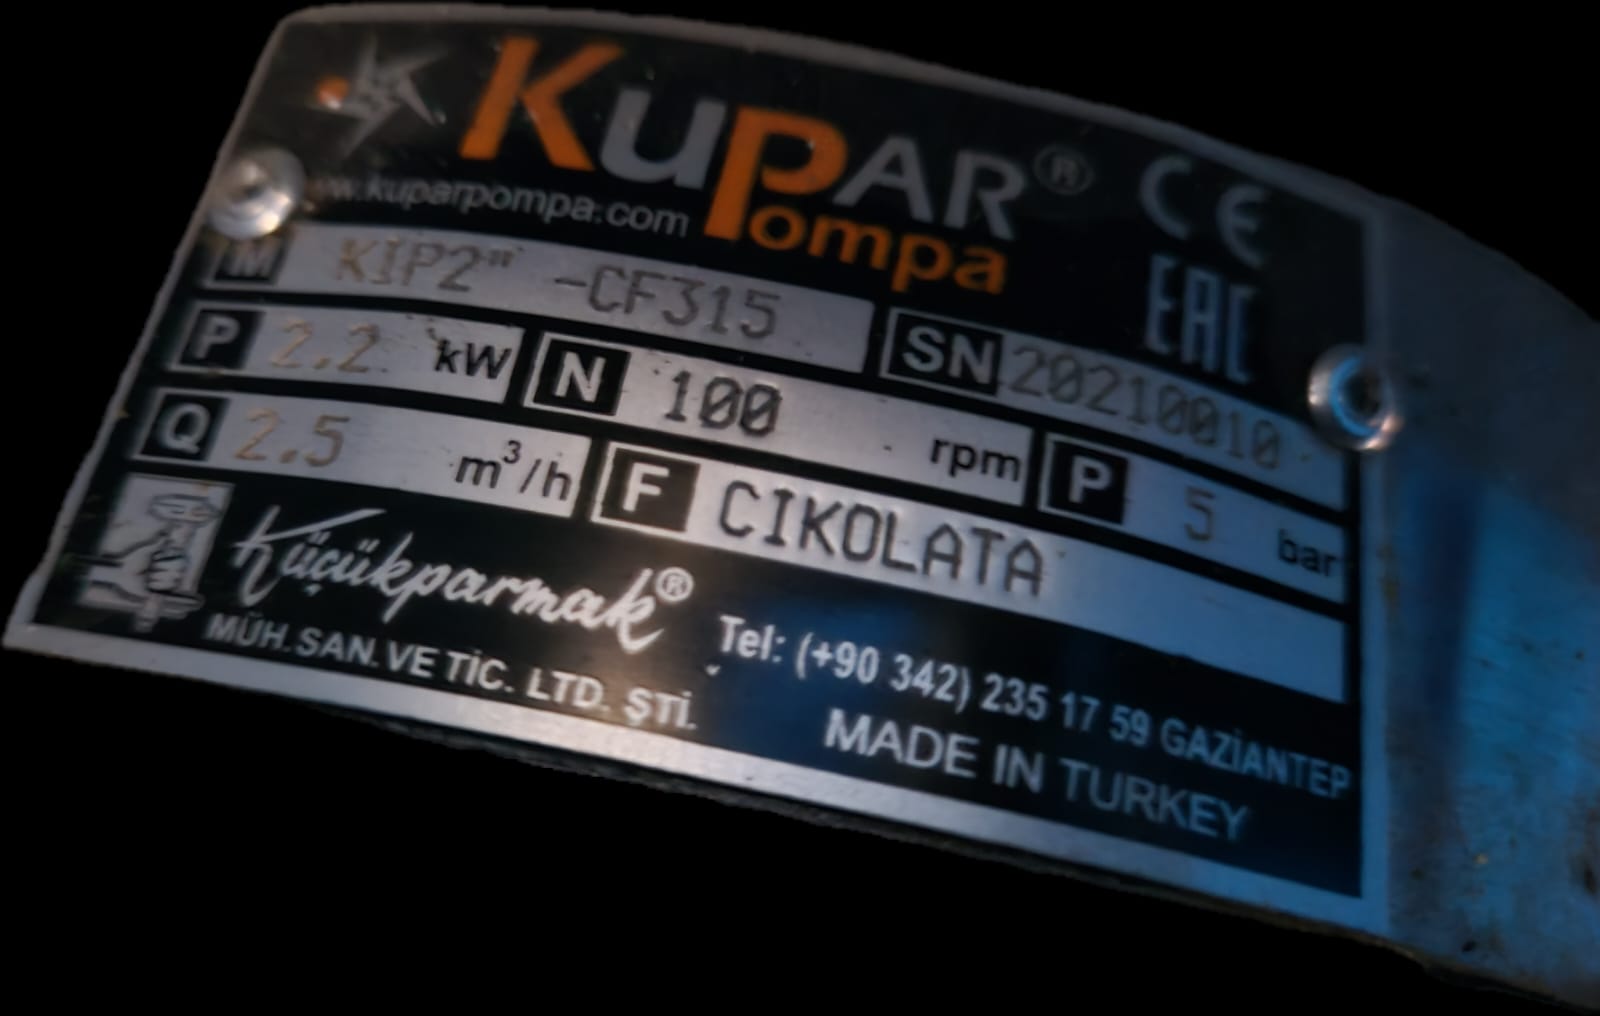 KUPAR® CE
w.kuparpompa.com Pompa EAC
M KIP2" -CF315 SN 20210010
P 2.2 kW N 100 rpm P 5 bar
Q 2.5 m³/h F CIKOLATA
Küçükparmak®
MÜH. SAN. VE TİC. LTD. ŞTİ. Tel: (+90 342) 235 17 59 GAZİANTEP
MADE IN TURKEY